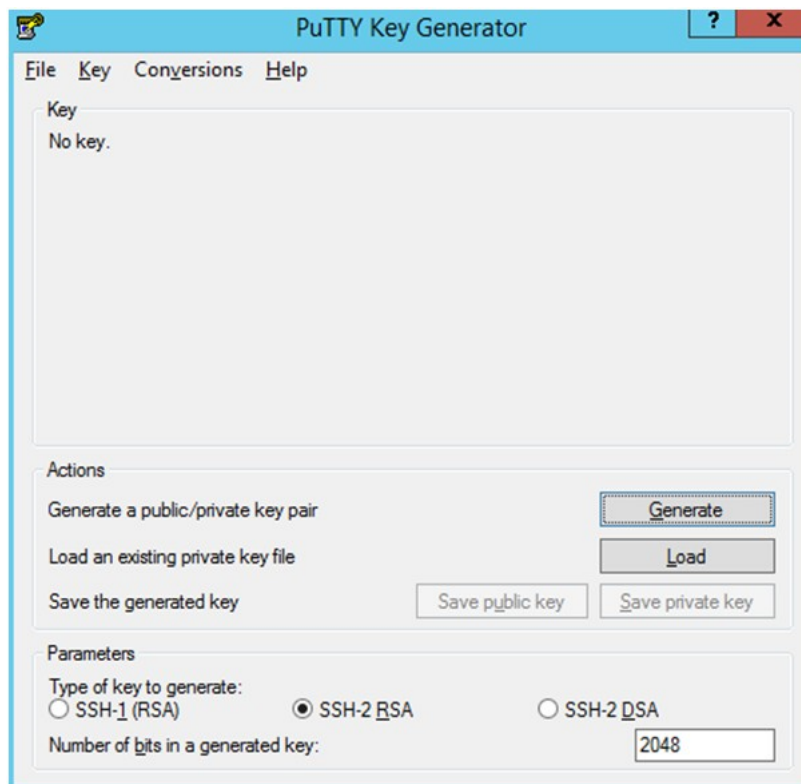 PuTTY Key Generator ? X
File Key Conversions Help
Key
No key.
Actions
Generate a public/private key pair Generate
Load an existing private key file Load
Save the generated key Save public key Save private key
Parameters
Type of key to generate:
SSH-1 (RSA) SSH-2 RSA SSH-2 DSA
Number of bits in a generated key: 2048